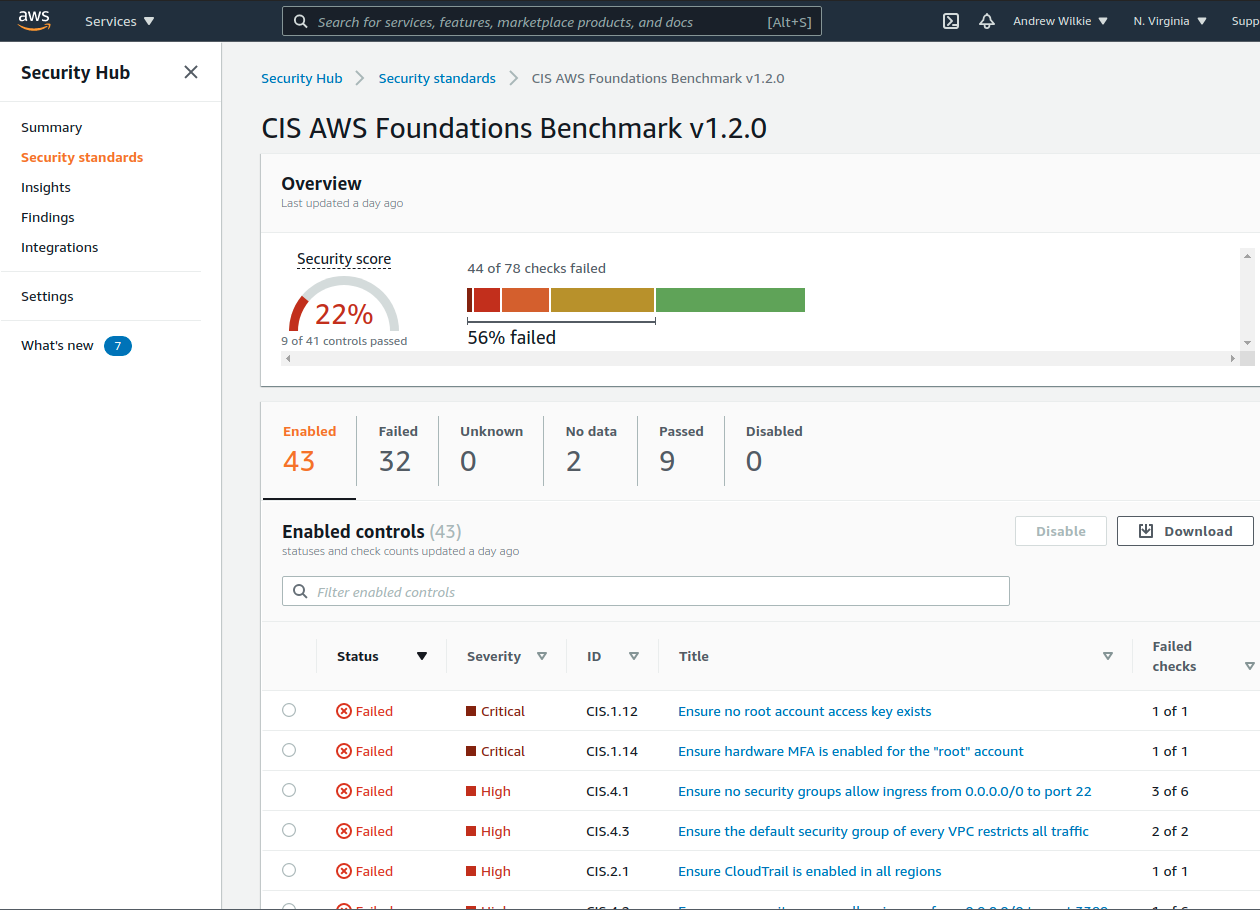 aws
Services
Search for services, features, marketplace products, and docs [Alt+S]
Andrew Wilkie
N. Virginia
Supp
Security Hub
Summary
Security standards
Insights
Findings
Integrations
Settings
What's new 7
Security Hub
Security standards
CIS AWS Foundations Benchmark v1.2.0
CIS AWS Foundations Benchmark v1.2.0
Overview
Last updated a day ago
Security score
22%
9 of 41 controls passed
44 of 78 checks failed
56% failed
Enabled
43
Failed
32
Unknown
0
No data
2
Passed
9
Disabled
0
Enabled controls (43)
statuses and check counts updated a day ago
Disable
Download
Filter enabled controls
Status Severity ID Title Failed checks
Failed Critical CIS.1.12 Ensure no root account access key exists 1 of 1
Failed Critical CIS.1.14 Ensure hardware MFA is enabled for the "root" account 1 of 1
Failed High CIS.4.1 Ensure no security groups allow ingress from 0.0.0.0/0 to port 22 3 of 6
Failed High CIS.4.3 Ensure the default security group of every VPC restricts all traffic 2 of 2
Failed High CIS.2.1 Ensure CloudTrail is enabled in all regions 1 of 1